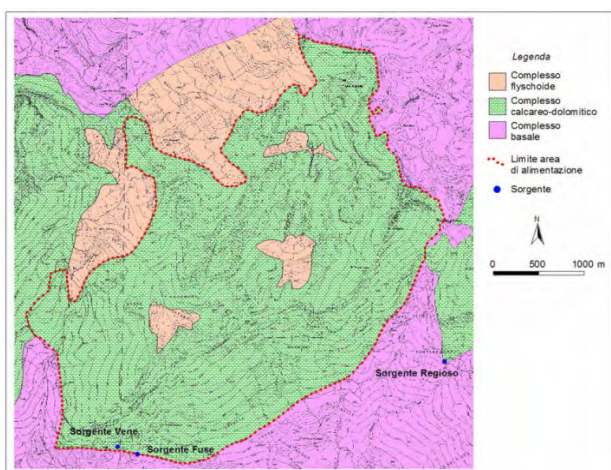 Legenda
Complesso
flyschoide
Complesso
calcareo-dolomitico
Complesso
basale
Limite area
di alimentazione
Sorgente
N
0 500 1000 m
Sorgente Regioso
Sorgente Vene
Sorgente Fuse